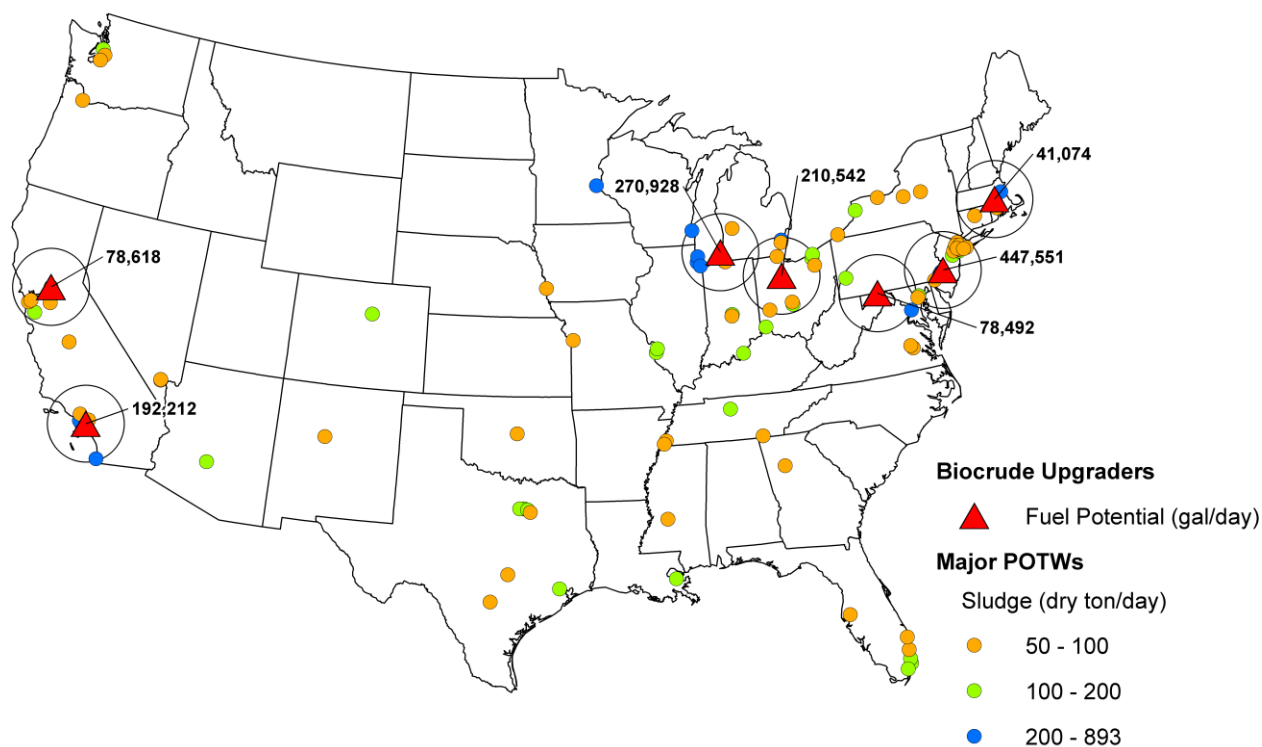 41,074
210,542
270,928
78,618
447,551
78,492
192,212
Biocrude Upgraders
Fuel Potential (gal/day)
Major POTWs
Sludge (dry ton/day)
50 - 100
100 - 200
200 - 893